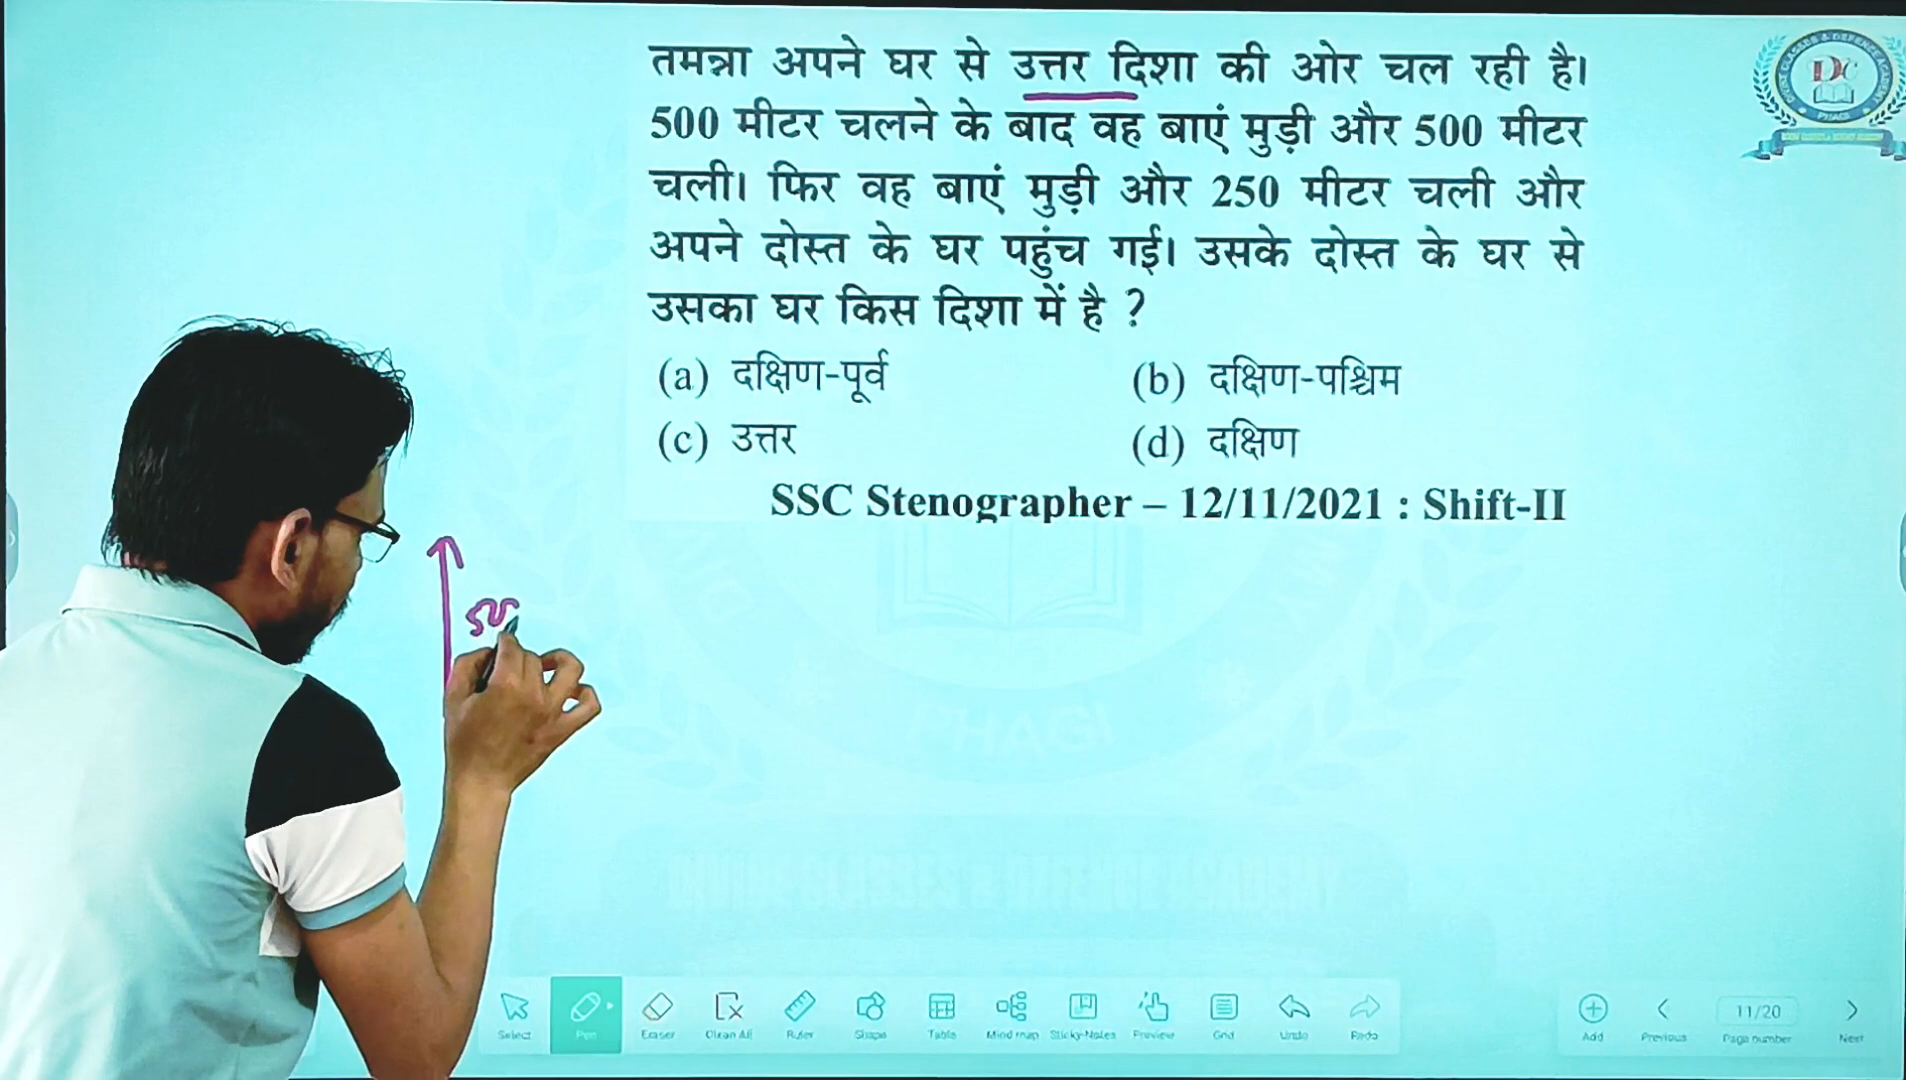 तमन्ना अपने घर से उत्तर दिशा की ओर चल रही है।
500 मीटर चलने के बाद वह बाएं मुड़ी और 500 मीटर
चली। फिर वह बाएं मुड़ी और 250 मीटर चली और
अपने दोस्त के घर पहुंच गई। उसके दोस्त के घर से
उसका घर किस दिशा में है ?
(a) दक्षिण-पूर्व (b) दक्षिण-पश्चिम
(c) उत्तर (d) दक्षिण
SSC Stenographer – 12/11/2021 : Shift-II
PHAGI
Select Pen Eraser Clean All Ruler Shape Table Mind map Sticky-Notes Preview Grid Undo Redo
Add Previous 11/20 Page number Next